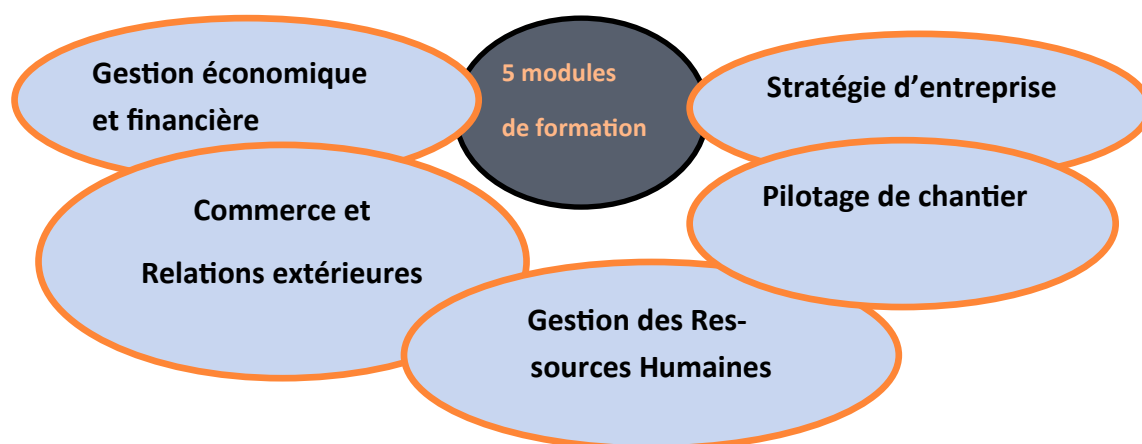 Gestion économique
et financière
5 modules
de formation
Stratégie d’entreprise
Commerce et
Relations extérieures
Pilotage de chantier
Gestion des Res-
sources Humaines